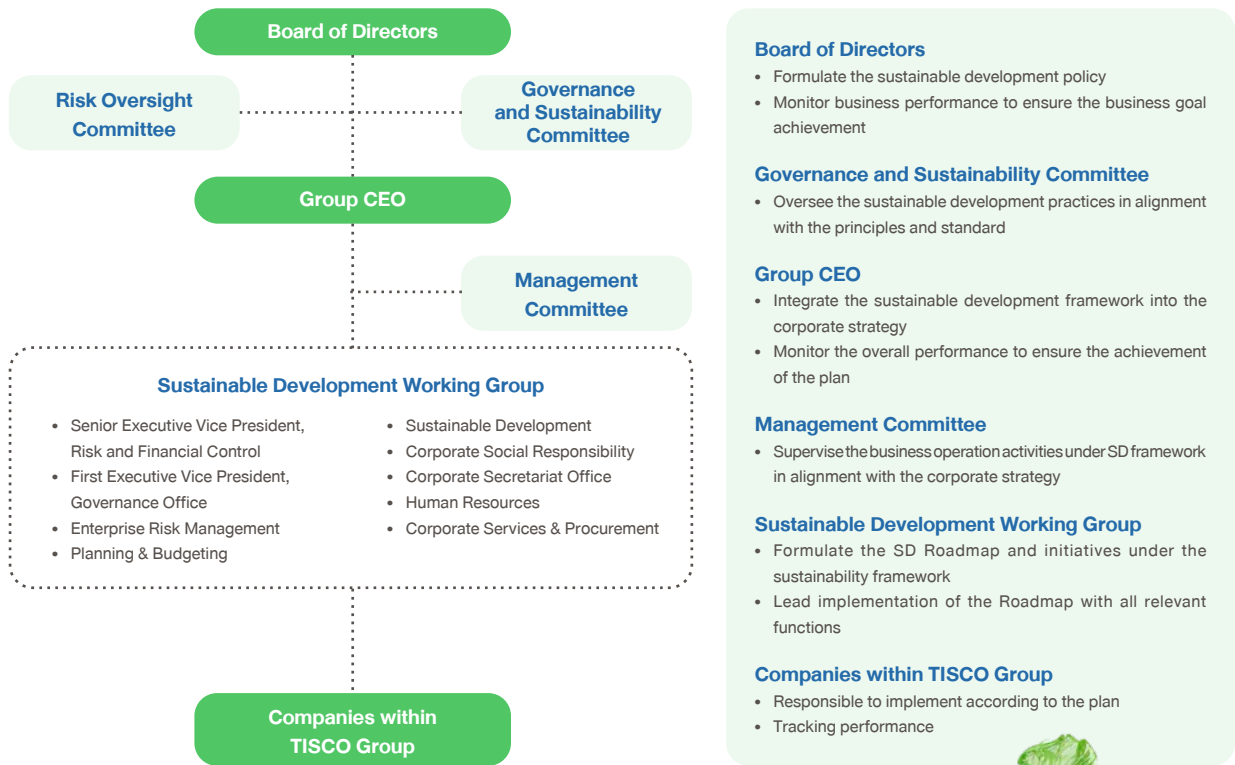 Board of Directors
Risk Oversight
Committee
Governance
and Sustainability
Committee
Group CEO
Management
Committee
Sustainable Development Working Group
• Senior Executive Vice President,
Risk and Financial Control
• First Executive Vice President,
Governance Office
• Enterprise Risk Management
• Planning & Budgeting
• Sustainable Development
• Corporate Social Responsibility
• Corporate Secretariat Office
• Human Resources
• Corporate Services & Procurement
Companies within
TISCO Group
Board of Directors
• Formulate the sustainable development policy
• Monitor business performance to ensure the business goal
achievement
Governance and Sustainability Committee
• Oversee the sustainable development practices in alignment
with the principles and standard
Group CEO
• Integrate the sustainable development framework into the
corporate strategy
• Monitor the overall performance to ensure the achievement
of the plan
Management Committee
• Supervise the business operation activities under SD framework
in alignment with the corporate strategy
Sustainable Development Working Group
• Formulate the SD Roadmap and initiatives under the
sustainability framework
• Lead implementation of the Roadmap with all relevant
functions
Companies within TISCO Group
• Responsible to implement according to the plan
• Tracking performance